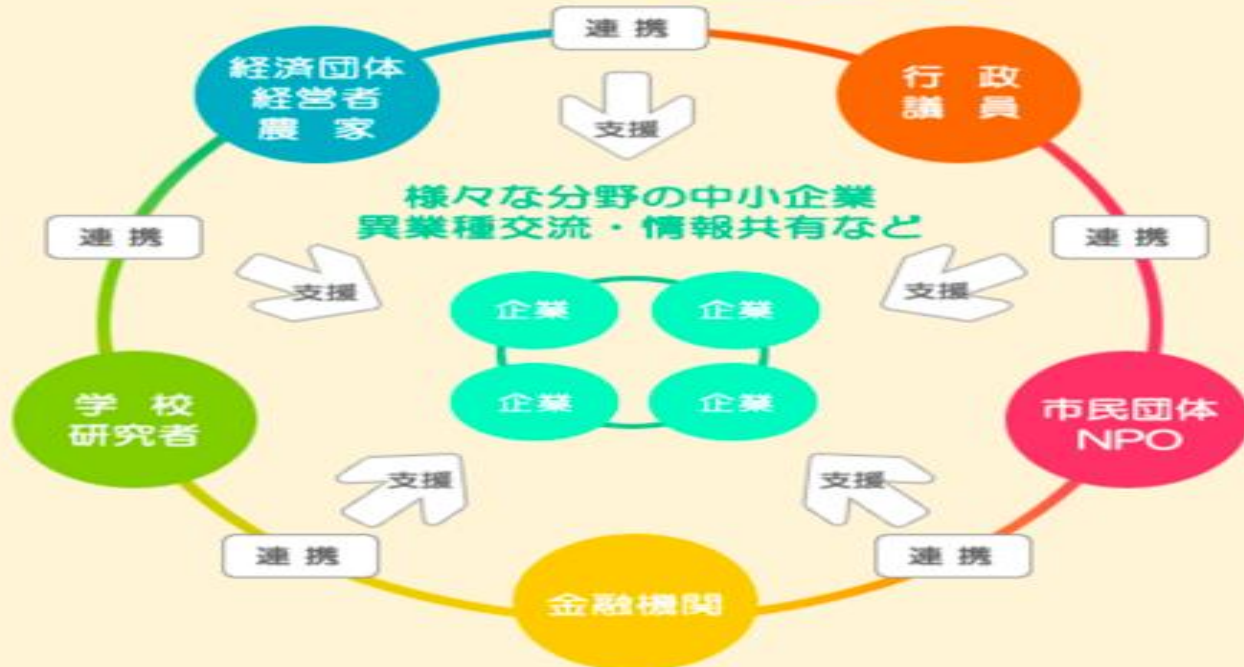 連携
経済団体
経営者
農家
行政
議員
支援
様々な分野の中小企業
異業種交流・情報共有など
連携
連携
支援
支援
企業
企業
企業
企業
学校
研究者
市民団体
NPO
支援
支援
連携
連携
金融機関